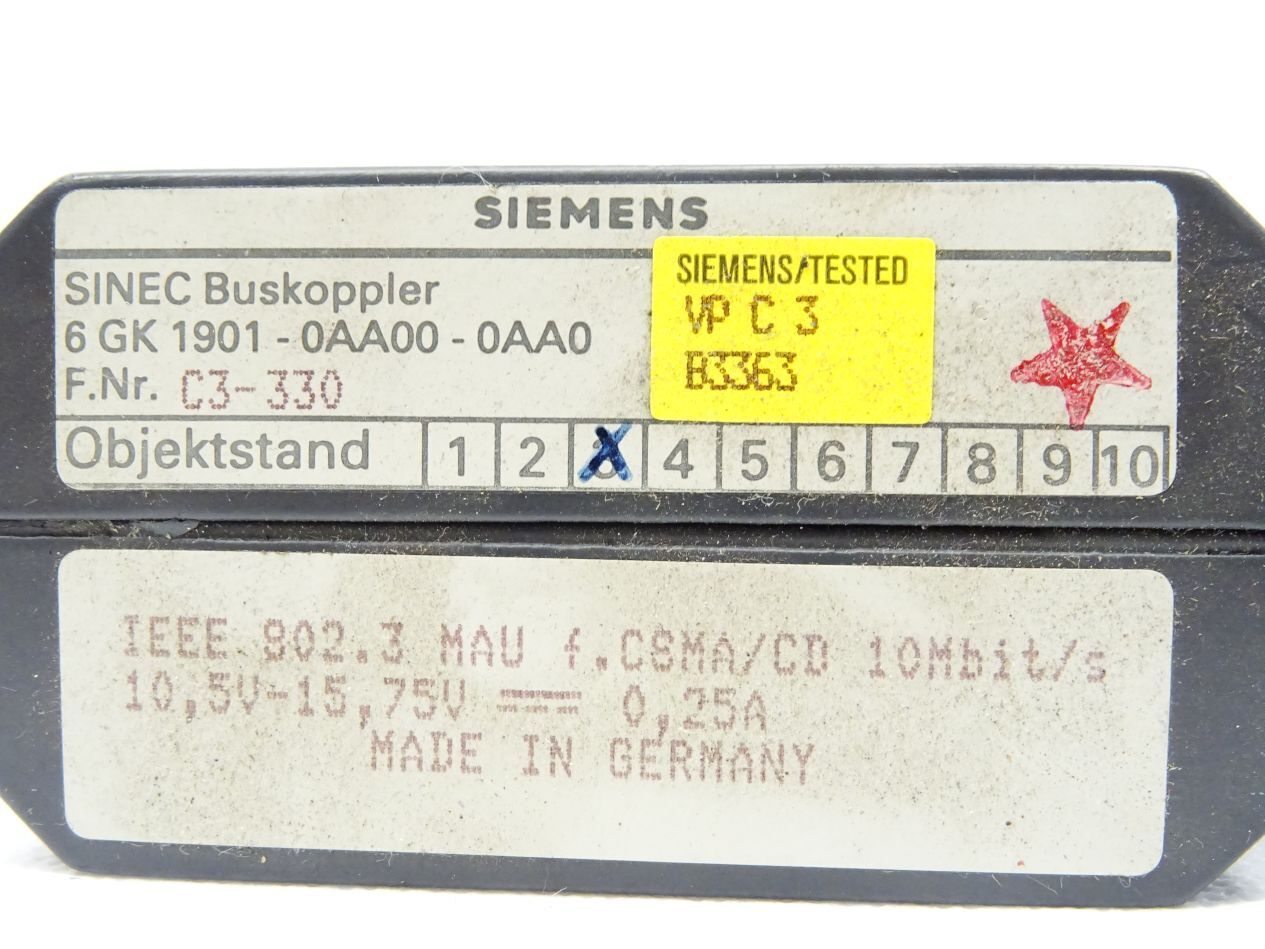 SIEMENS
SINEC Buskoppler
6 GK 1901 - 0AA00 - 0AA0
F.Nr. C3-330
SIEMENS/TESTED
VP C 3
B3363
Objektstand 1 2 3 4 5 6 7 8 9 10
IEEE 802.3 MAU f.CSMA/CD 10Mbit/s
10,5V-15,75V 0,25A
MADE IN GERMANY